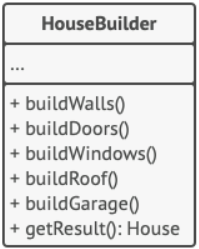 HouseBuilder
...
+ buildWalls()
+ buildDoors()
+ buildWindows()
+ buildRoof()
+ buildGarage()
+ getResult(): House